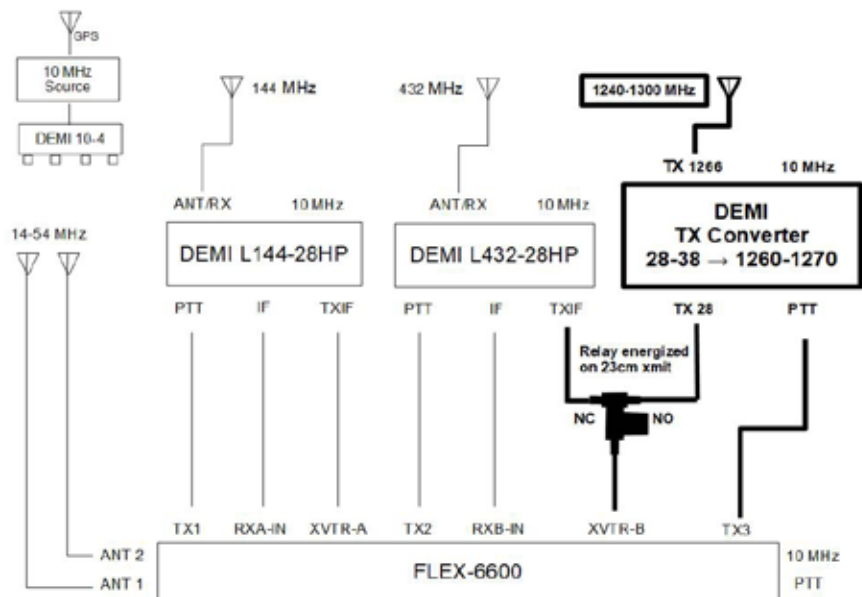 GPS
10 MHz
Source
DEMI 10-4
14-54 MHz
144 MHz
ANT/RX 10 MHz
DEMI L144-28HP
PTT IF TXIF
432 MHz
ANT/RX 10 MHz
DEMI L432-28HP
PTT IF TXIF
1240-1300 MHz
TX 1266 10 MHz
DEMI
TX Converter
28-38 → 1260-1270
TX 28 PTT
Relay energized
on 23cm xmit
NC NO
TX1 RXA-IN XVTR-A TX2 RXB-IN XVTR-B TX3
ANT 2
ANT 1
FLEX-6600
10 MHz
PTT